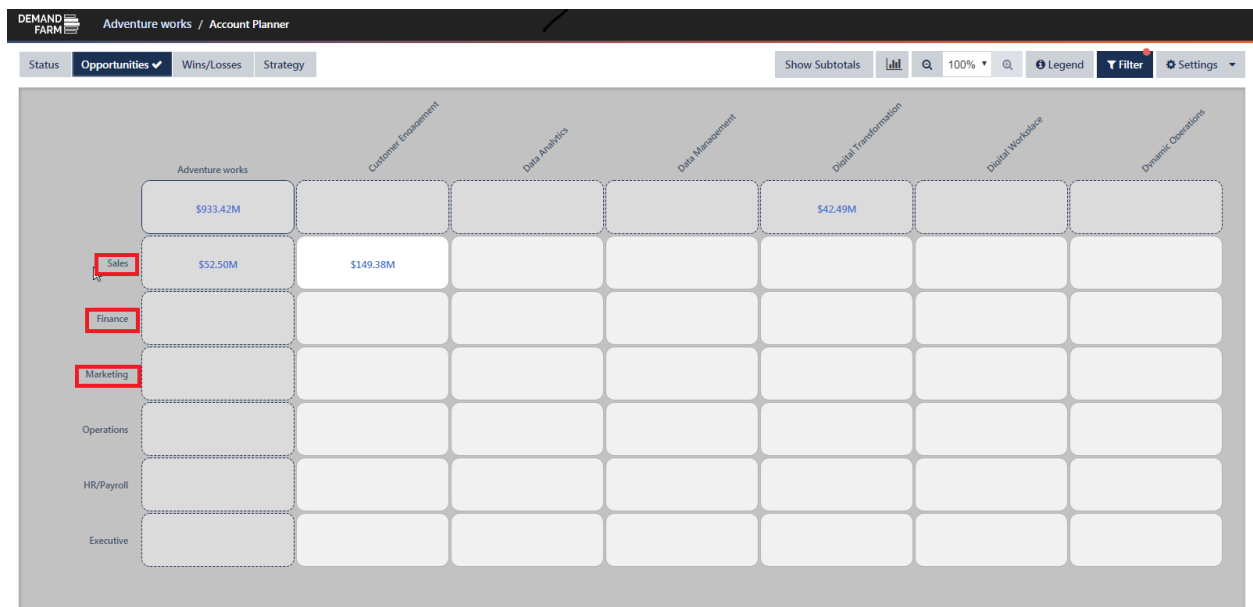 DEMAND
FARM
Adventure works / Account Planner
Status Opportunities Wins/Losses Strategy
Show Subtotals 100% Legend Filter Settings
Adventure works Customer Engagement Data Analytics Data Management Digital Transformation Digital Workplace Dynamic Operations
$933.42M $42.49M
Sales $52.50M $149.38M
Finance
Marketing
Operations
HR/Payroll
Executive